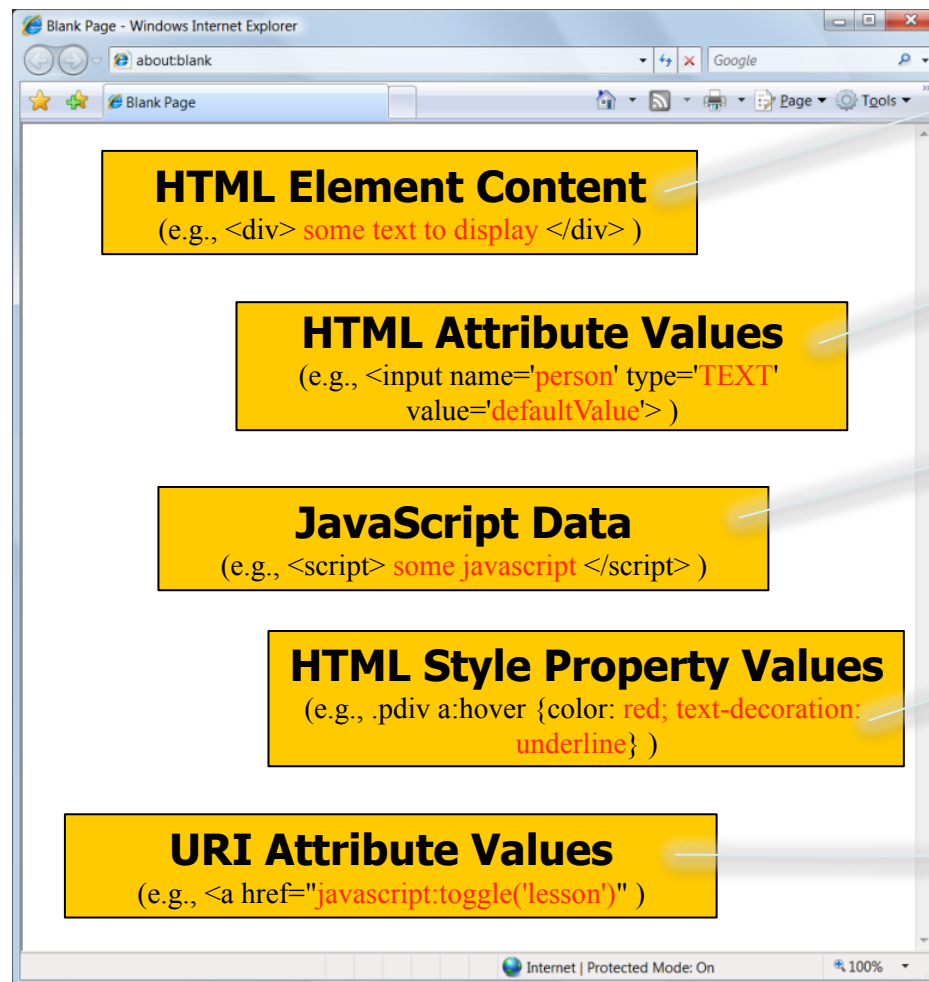 Blank Page - Windows Internet Explorer
about:blank
Google
Blank Page
Page
Tools
HTML Element Content
(e.g., <div> some text to display </div> )
HTML Attribute Values
(e.g., <input name='person' type='TEXT'
value='defaultValue'> )
JavaScript Data
(e.g., <script> some javascript </script> )
HTML Style Property Values
(e.g., .pdiv a:hover {color: red; text-decoration:
underline} )
URI Attribute Values
(e.g., <a href="javascript:toggle('lesson')" )
Internet | Protected Mode: On
100%